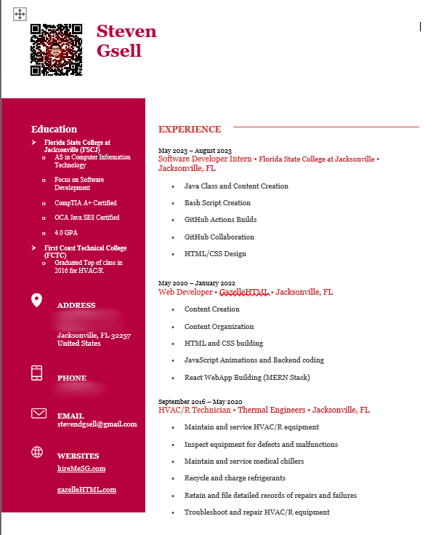 Steven
Gsell
Education
Florida State College at
Jacksonville (FSCJ)
AS in Computer Information
Technology
Focus on Software
Development
CompTIA A+ Certified
OCA Java SE8 Certified
4.0 GPA
First Coast Technical College
(FCTC)
Graduated Top of class in
2016 for HVAC/R
ADDRESS
Jacksonville, FL 32257
United States
PHONE
EMAIL
stevendgsell@gmail.com
WEBSITES
hireMeSG.com
gazelleHTML.com
EXPERIENCE
May 2023 – August 2023
Software Developer Intern • Florida State College at Jacksonville •
Jacksonville, FL
Java Class and Content Creation
Bash Script Creation
GitHub Actions Builds
GitHub Collaboration
HTML/CSS Design
May 2020 – January 2022
Web Developer • GazelleHTML • Jacksonville, FL
Content Creation
Content Organization
HTML and CSS building
JavaScript Animations and Backend coding
React WebApp Building (MERN Stack)
September 2016 – May 2020
HVAC/R Technician • Thermal Engineers • Jacksonville, FL
Maintain and service HVAC/R equipment
Inspect equipment for defects and malfunctions
Maintain and service medical chillers
Recycle and charge refrigerants
Retain and file detailed records of repairs and failures
Troubleshoot and repair HVAC/R equipment